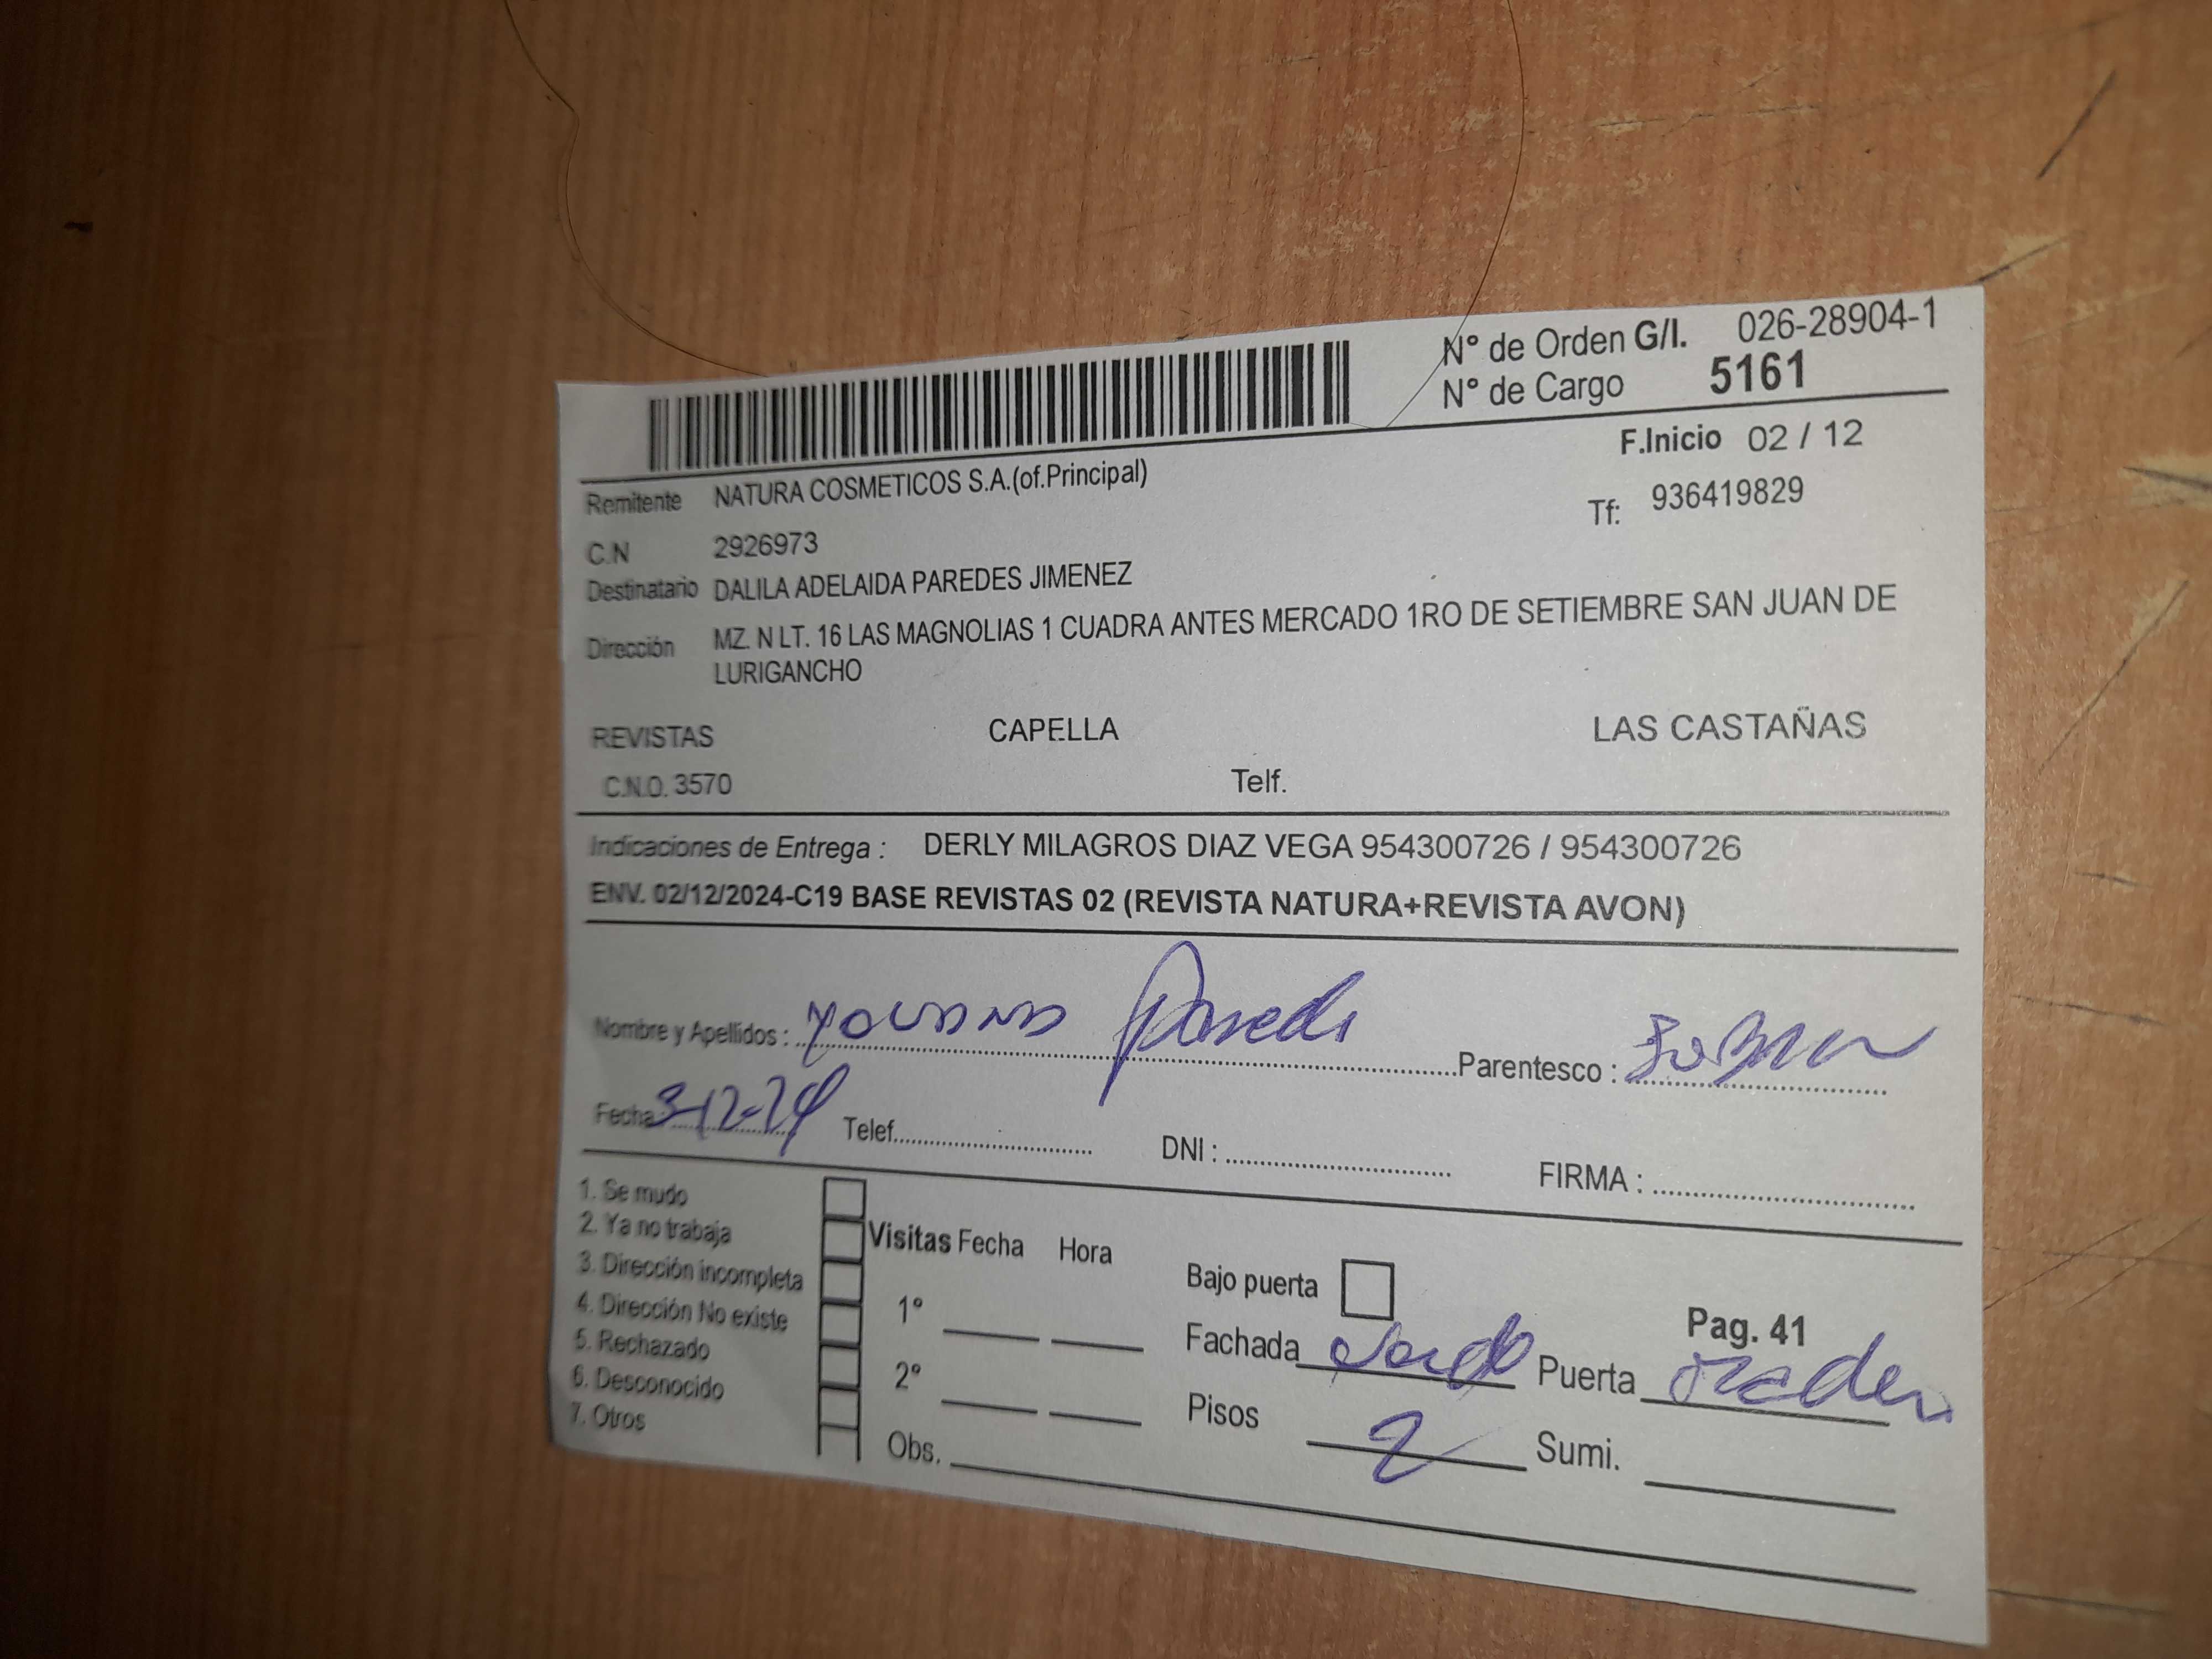 N° de Orden G/I. 026-28904-1
N° de Cargo 5161
F.Inicio 02 / 12
Remitente NATURA COSMETICOS S.A.(of.Principal)
Tf: 936419829
C.N 2926973
Destinatario DALILA ADELAIDA PAREDES JIMENEZ
Dirección MZ. N LT. 16 LAS MAGNOLIAS 1 CUADRA ANTES MERCADO 1RO DE SETIEMBRE SAN JUAN DE
LURIGANCHO
REVISTAS CAPELLA LAS CASTAÑAS
C.N.O. 3570 Telf.
Indicaciones de Entrega : DERLY MILAGROS DIAZ VEGA 954300726 / 954300726
ENV. 02/12/2024-C19 BASE REVISTAS 02 (REVISTA NATURA+REVISTA AVON)
Nombre y Apellidos : Parentesco :
Fecha 3-12-24 Telef. DNI : FIRMA :
1. Se mudo
2. Ya no trabaja
3. Dirección incompleta
4. Dirección No existe
5. Rechazado
6. Desconocido
7. Otros
Visitas Fecha Hora
1°
2°
Obs.
Bajo puerta
Pag. 41
Fachada Puerta
Pisos 2 Sumi.